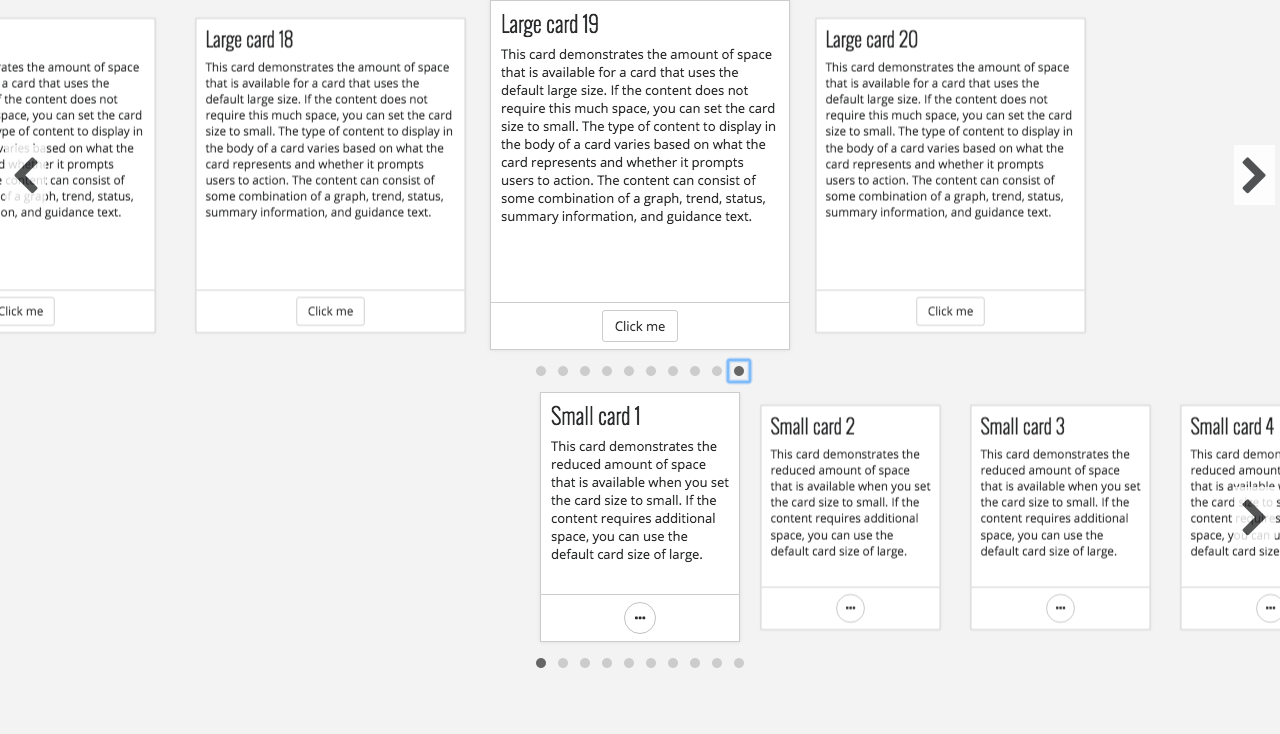 ates the amount of space
a card that uses the
the content does not
space, you can set the card
type of content to display in
varies based on what the
whether it prompts
content can consist of
of a graph, trend, status,
on, and guidance text.
Click me
Large card 18
This card demonstrates the amount of space
that is available for a card that uses the
default large size. If the content does not
require this much space, you can set the card
size to small. The type of content to display in
the body of a card varies based on what the
card represents and whether it prompts
users to action. The content can consist of
some combination of a graph, trend, status,
summary information, and guidance text.
Click me
Large card 19
This card demonstrates the amount of space
that is available for a card that uses the
default large size. If the content does not
require this much space, you can set the card
size to small. The type of content to display in
the body of a card varies based on what the
card represents and whether it prompts
users to action. The content can consist of
some combination of a graph, trend, status,
summary information, and guidance text.
Click me
Large card 20
This card demonstrates the amount of space
that is available for a card that uses the
default large size. If the content does not
require this much space, you can set the card
size to small. The type of content to display in
the body of a card varies based on what the
card represents and whether it prompts
users to action. The content can consist of
some combination of a graph, trend, status,
summary information, and guidance text.
Click me
Small card 1
This card demonstrates the
reduced amount of space
that is available when you set
the card size to small. If the
content requires additional
space, you can use the
default card size of large.
Small card 2
This card demonstrates the
reduced amount of space
that is available when you set
the card size to small. If the
content requires additional
space, you can use the
default card size of large.
Small card 3
This card demonstrates the
reduced amount of space
that is available when you set
the card size to small. If the
content requires additional
space, you can use the
default card size of large.
Small card 4
This card demons
reduced amount
that is available w
the card size to s
content requires
space, you can u
default card size